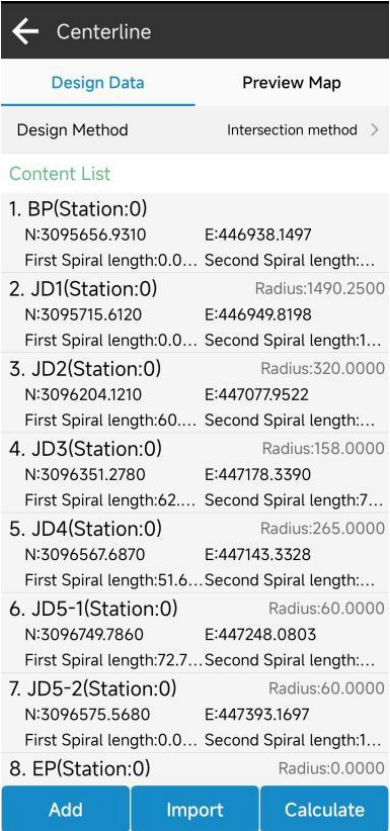 Centerline
Design Data Preview Map
Design Method Intersection method >
Content List
1. BP(Station:0)
N:3095656.9310 E:446938.1497
First Spiral length:0.0... Second Spiral length:...
2. JD1(Station:0) Radius:1490.2500
N:3095715.6120 E:446949.8198
First Spiral length:0.0... Second Spiral length:1...
3. JD2(Station:0) Radius:320.0000
N:3096204.1210 E:447077.9522
First Spiral length:60.... Second Spiral length:...
4. JD3(Station:0) Radius:158.0000
N:3096351.2780 E:447178.3390
First Spiral length:62.... Second Spiral length:7...
5. JD4(Station:0) Radius:265.0000
N:3096567.6870 E:447143.3328
First Spiral length:51.6... Second Spiral length:...
6. JD5-1(Station:0) Radius:60.0000
N:3096749.7860 E:447248.0803
First Spiral length:72.7... Second Spiral length:...
7. JD5-2(Station:0) Radius:60.0000
N:3096575.5680 E:447393.1697
First Spiral length:0.0... Second Spiral length:1...
8. EP(Station:0) Radius:0.0000
Add Import Calculate